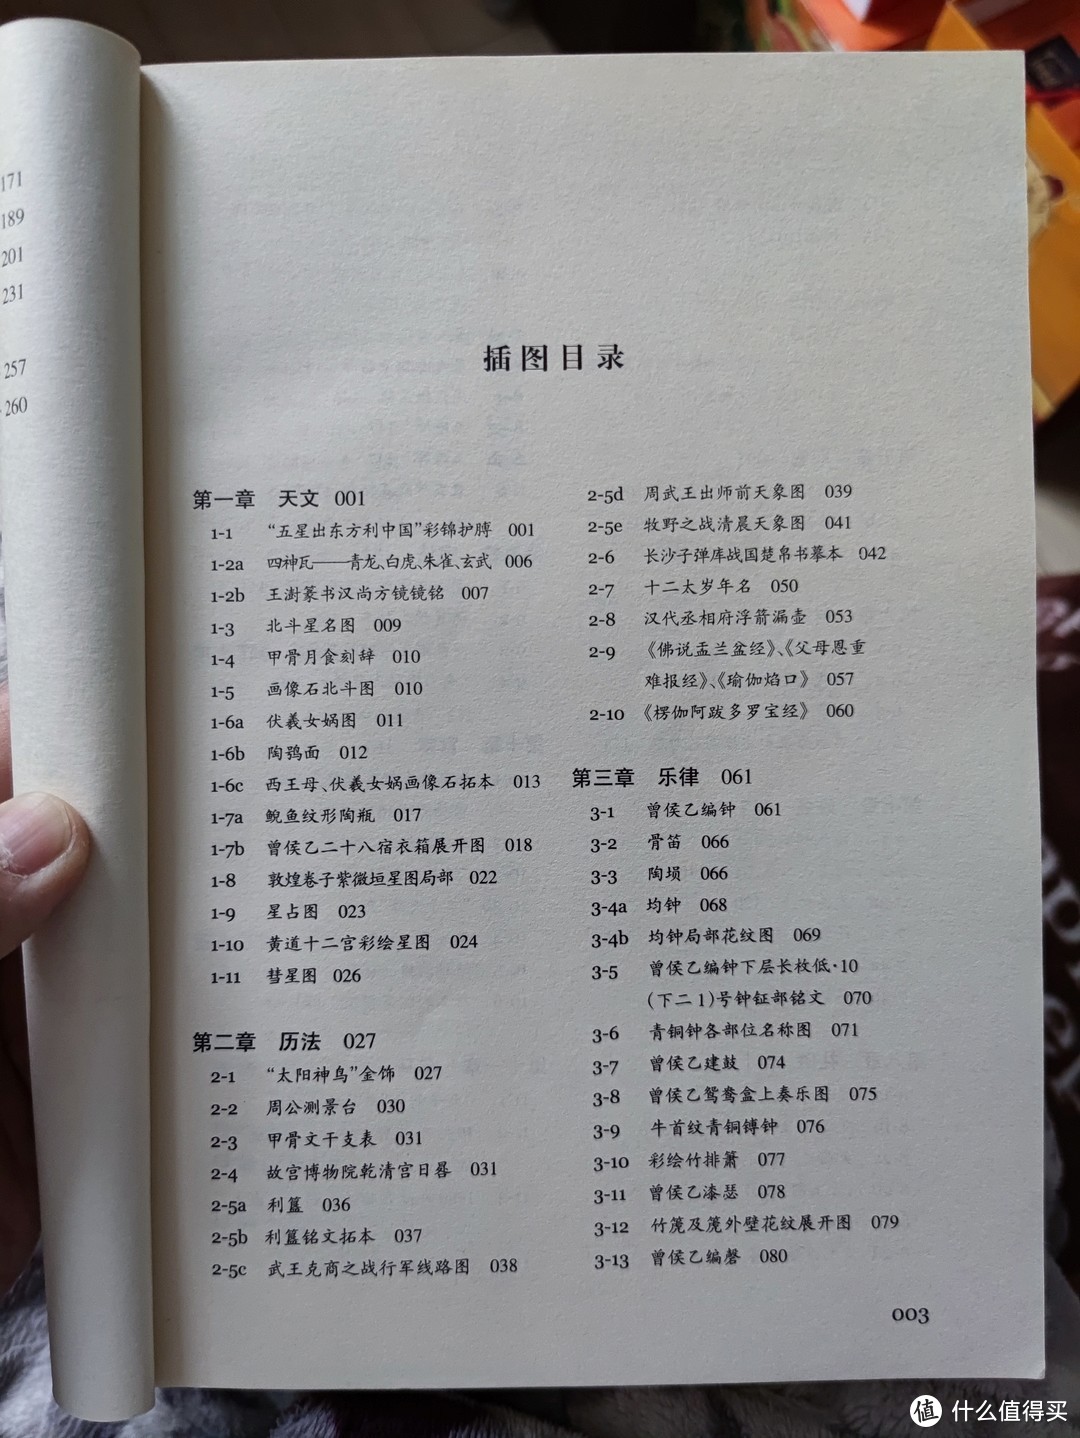 171
189
201
231
257
260
插图目录
第一章 天文 001
1-1 “五星出东方利中国”彩锦护膊 001
1-2a 四神瓦——青龙、白虎、朱雀、玄武 006
1-2b 王澍篆书汉尚方镜镜铭 007
1-3 北斗星名图 009
1-4 甲骨月食刻辞 010
1-5 画像石北斗图 010
1-6a 伏羲女娲图 011
1-6b 陶鸮面 012
1-6c 西王母、伏羲女娲画像石拓本 013
1-7a 鲵鱼纹形陶瓶 017
1-7b 曾侯乙二十八宿衣箱展开图 018
1-8 敦煌卷子紫微垣星图局部 022
1-9 星占图 023
1-10 黄道十二宫彩绘星图 024
1-11 彗星图 026
第二章 历法 027
2-1 “太阳神鸟”金饰 027
2-2 周公测景台 030
2-3 甲骨文干支表 031
2-4 故宫博物院乾清宫日晷 031
2-5a 利簋 036
2-5b 利簋铭文拓本 037
2-5c 武王克商之战行军线路图 038
2-5d 周武王出师前天象图 039
2-5e 牧野之战清晨天象图 041
2-6 长沙子弹库战国楚帛书摹本 042
2-7 十二太岁年名 050
2-8 汉代丞相府浮箭漏壶 053
2-9 《佛说盂兰盆经》、《父母恩重
难报经》、《瑜伽焰口》 057
2-10 《楞伽阿跋多罗宝经》 060
第三章 乐律 061
3-1 曾侯乙编钟 061
3-2 骨笛 066
3-3 陶埙 066
3-4a 均钟 068
3-4b 均钟局部花纹图 069
3-5 曾侯乙编钟下层长枚低·10
(下二1)号钟钲部铭文 070
3-6 青铜钟各部位名称图 071
3-7 曾侯乙建鼓 074
3-8 曾侯乙鸳鸯盒上奏乐图 075
3-9 牛首纹青铜镈钟 076
3-10 彩绘竹排箫 077
3-11 曾侯乙漆瑟 078
3-12 竹篪及篪外壁花纹展开图 079
3-13 曾侯乙编磬 080
003
值 什么值得买